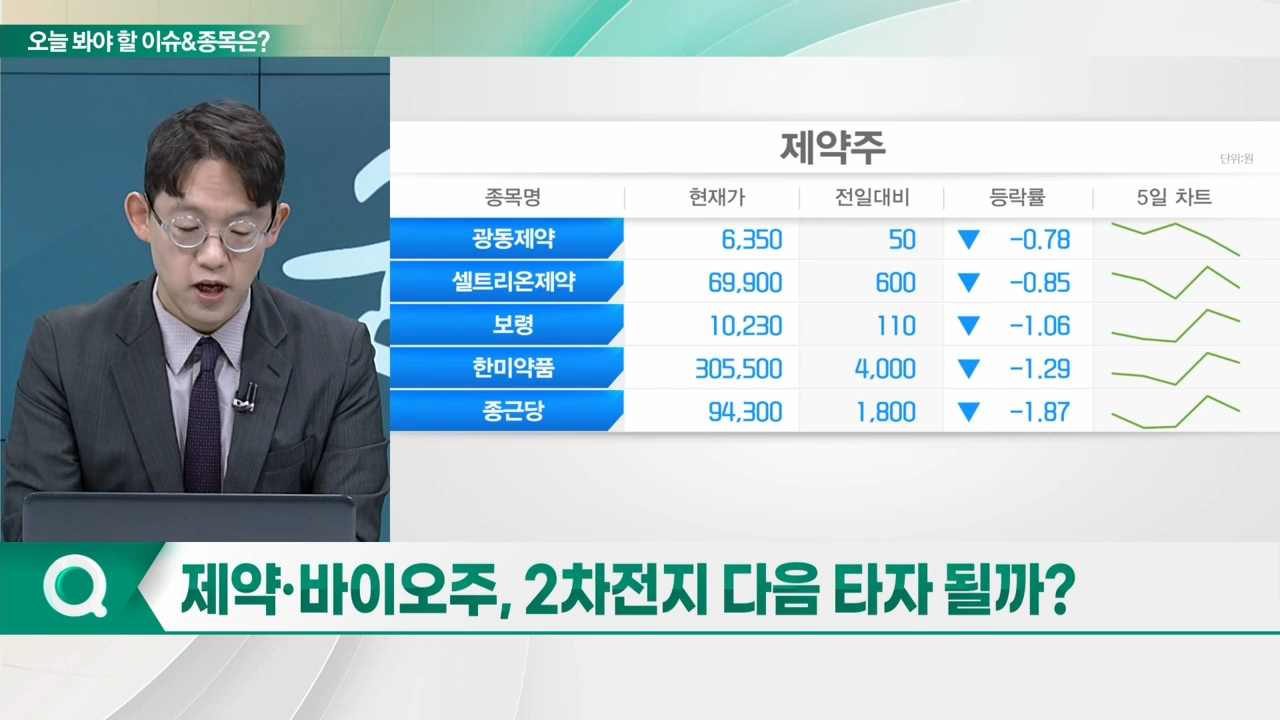 오늘 봐야 할 이슈&종목은?
제약주
단위:원
종목명 현재가 전일대비 등락률 5일 차트
광동제약 6,350 50 ▼ -0.78
셀트리온제약 69,900 600 ▼ -0.85
보령 10,230 110 ▼ -1.06
한미약품 305,500 4,000 ▼ -1.29
종근당 94,300 1,800 ▼ -1.87
제약·바이오주, 2차전지 다음 타자 될까?